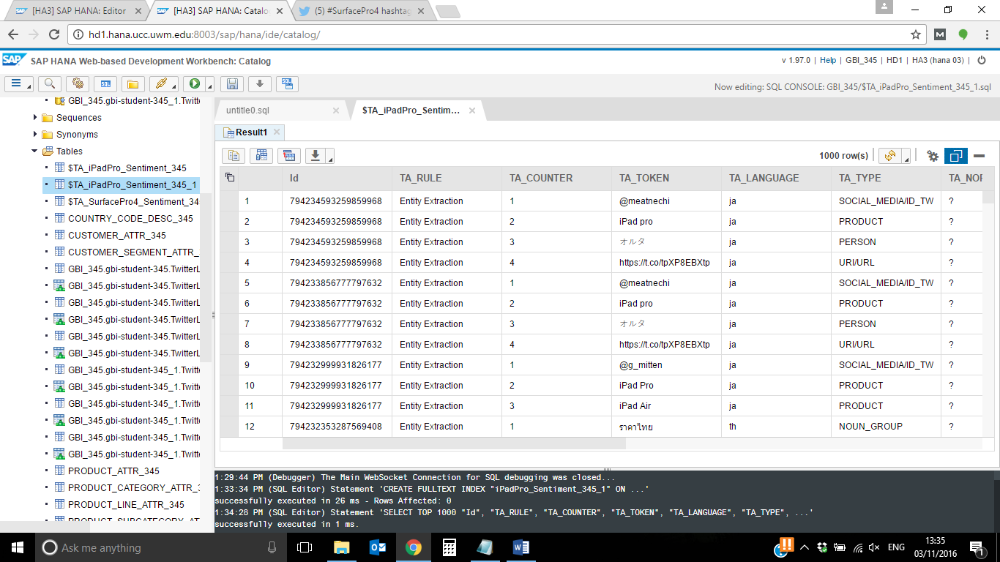 [HA3] SAP HANA: Editor
[HA3] SAP HANA: Catalo
(5) #SurfacePro4 hashtag
hd1.hana.ucc.uwm.edu:8003/sap/hana/ide/catalog/
SAP
SAP HANA Web-based Development Workbench: Catalog
v 1.97.0 | Help | GBI_345 | HD1 | HA3 (hana 03) |
Now editing: SQL CONSOLE: GBI_345/$TA_iPadPro_Sentiment_345_1.sql
GBI_345.gbi-student-345_1.Twitte
Sequences
Synonyms
Tables
$TA_iPadPro_Sentiment_345
$TA_iPadPro_Sentiment_345_1
$TA_SurfacePro4_Sentiment_34
COUNTRY_CODE_DESC_345
CUSTOMER_ATTR_345
CUSTOMER_SEGMENT_ATTR_
GBI_345.gbi-student-345.TwitterL
GBI_345.gbi-student-345.TwitterL
GBI_345.gbi-student-345.TwitterL
GBI_345.gbi-student-345.TwitterL
GBI_345.gbi-student-345.TwitterL
GBI_345.gbi-student-345.TwitterL
GBI_345.gbi-student-345_1.Twitte
GBI_345.gbi-student-345_1.Twitte
GBI_345.gbi-student-345_1.Twitte
GBI_345.gbi-student-345_1.Twitte
GBI_345.gbi-student-345_1.Twitte
GBI_345.gbi-student-345_1.Twitte
PRODUCT_ATTR_345
PRODUCT_CATEGORY_ATTR_3
PRODUCT_LINE_ATTR_345
PRODUCT_SUBCATEGORY_AT
untitle0.sql
$TA_iPadPro_Sentim...
Result1
1000 row(s)
Id TA_RULE TA_COUNTER TA_TOKEN TA_LANGUAGE TA_TYPE TA_NOR
1 794234593259859968 Entity Extraction 1 @meatnechi ja SOCIAL_MEDIA/ID_TW ?
2 794234593259859968 Entity Extraction 2 iPad pro ja PRODUCT ?
3 794234593259859968 Entity Extraction 3 オルタ ja PERSON ?
4 794234593259859968 Entity Extraction 4 https://t.co/tpXP8EBXtp ja URI/URL ?
5 794233856777797632 Entity Extraction 1 @meatnechi ja SOCIAL_MEDIA/ID_TW ?
6 794233856777797632 Entity Extraction 2 iPad pro ja PRODUCT ?
7 794233856777797632 Entity Extraction 3 オルタ ja PERSON ?
8 794233856777797632 Entity Extraction 4 https://t.co/tpXP8EBXtp ja URI/URL ?
9 794232999931826177 Entity Extraction 1 @g_mitten ja SOCIAL_MEDIA/ID_TW ?
10 794232999931826177 Entity Extraction 2 iPad Pro ja PRODUCT ?
11 794232999931826177 Entity Extraction 3 iPad Air ja PRODUCT ?
12 794232353287569408 Entity Extraction 1 ราคาไทย th NOUN_GROUP ?
1:29:44 PM (Debugger) The Main WebSocket Connection for SQL debugging was closed...
1:33:34 PM (SQL Editor) Statement 'CREATE FULLTEXT INDEX "iPadPro_Sentiment_345_1" ON ...'
successfully executed in 26 ms - Rows Affected: 0
1:34:28 PM (SQL Editor) Statement 'SELECT TOP 1000 "Id", "TA_RULE", "TA_COUNTER", "TA_TOKEN", "TA_LANGUAGE", "TA_TYPE", ...'
successfully executed in 1 ms.
Ask me anything
ENG
13:35
03/11/2016